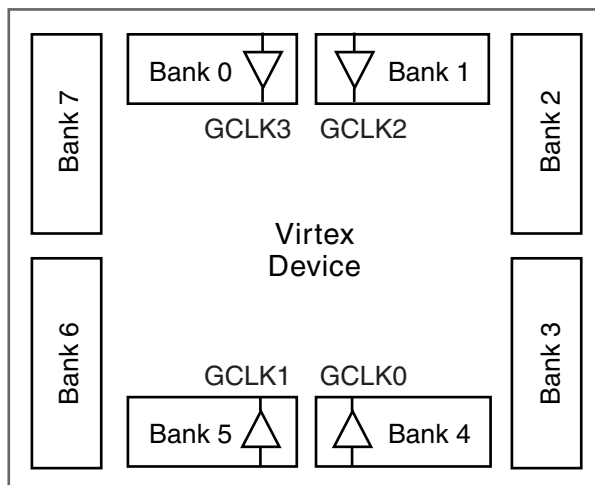 Bank 0
Bank 1
Bank 7
Bank 2
GCLK3
GCLK2
Virtex
Device
Bank 6
Bank 3
GCLK1
GCLK0
Bank 5
Bank 4